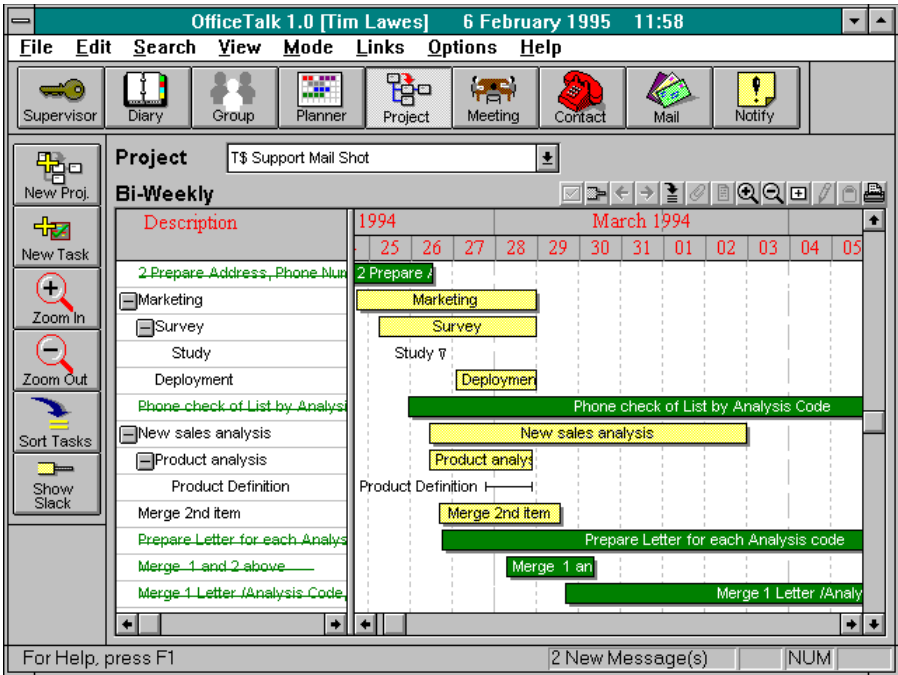 OfficeTalk 1.0 [Tim Lawes] 6 February 1995 11:58
File Edit Search View Mode Links Options Help
Supervisor Diary Group Planner Project Meeting Contact Mail Notify
Project T$ Support Mail Shot
New Proj.
Bi-Weekly
Description 1994 March 1994
New Task
25 26 27 28 29 30 31 01 02 03 04 05
2 Prepare Address, Phone Num 2 Prepare A
Marketing Marketing
Zoom In
Survey Survey
Study Study
Zoom Out
Deployment Deploymen
Phone check of List by Analysi Phone check of List by Analysis Code
Sort Tasks
New sales analysis New sales analysis
Product analysis Product analys
Show
Slack
Product Definition Product Definition
Merge 2nd item Merge 2nd item
Prepare Letter for each Analys Prepare Letter for each Analysis code
Merge 1 and 2 above Merge 1 an
Merge 1 Letter /Analysis Code, Merge 1 Letter /Analy
For Help, press F1 2 New Message(s) NUM